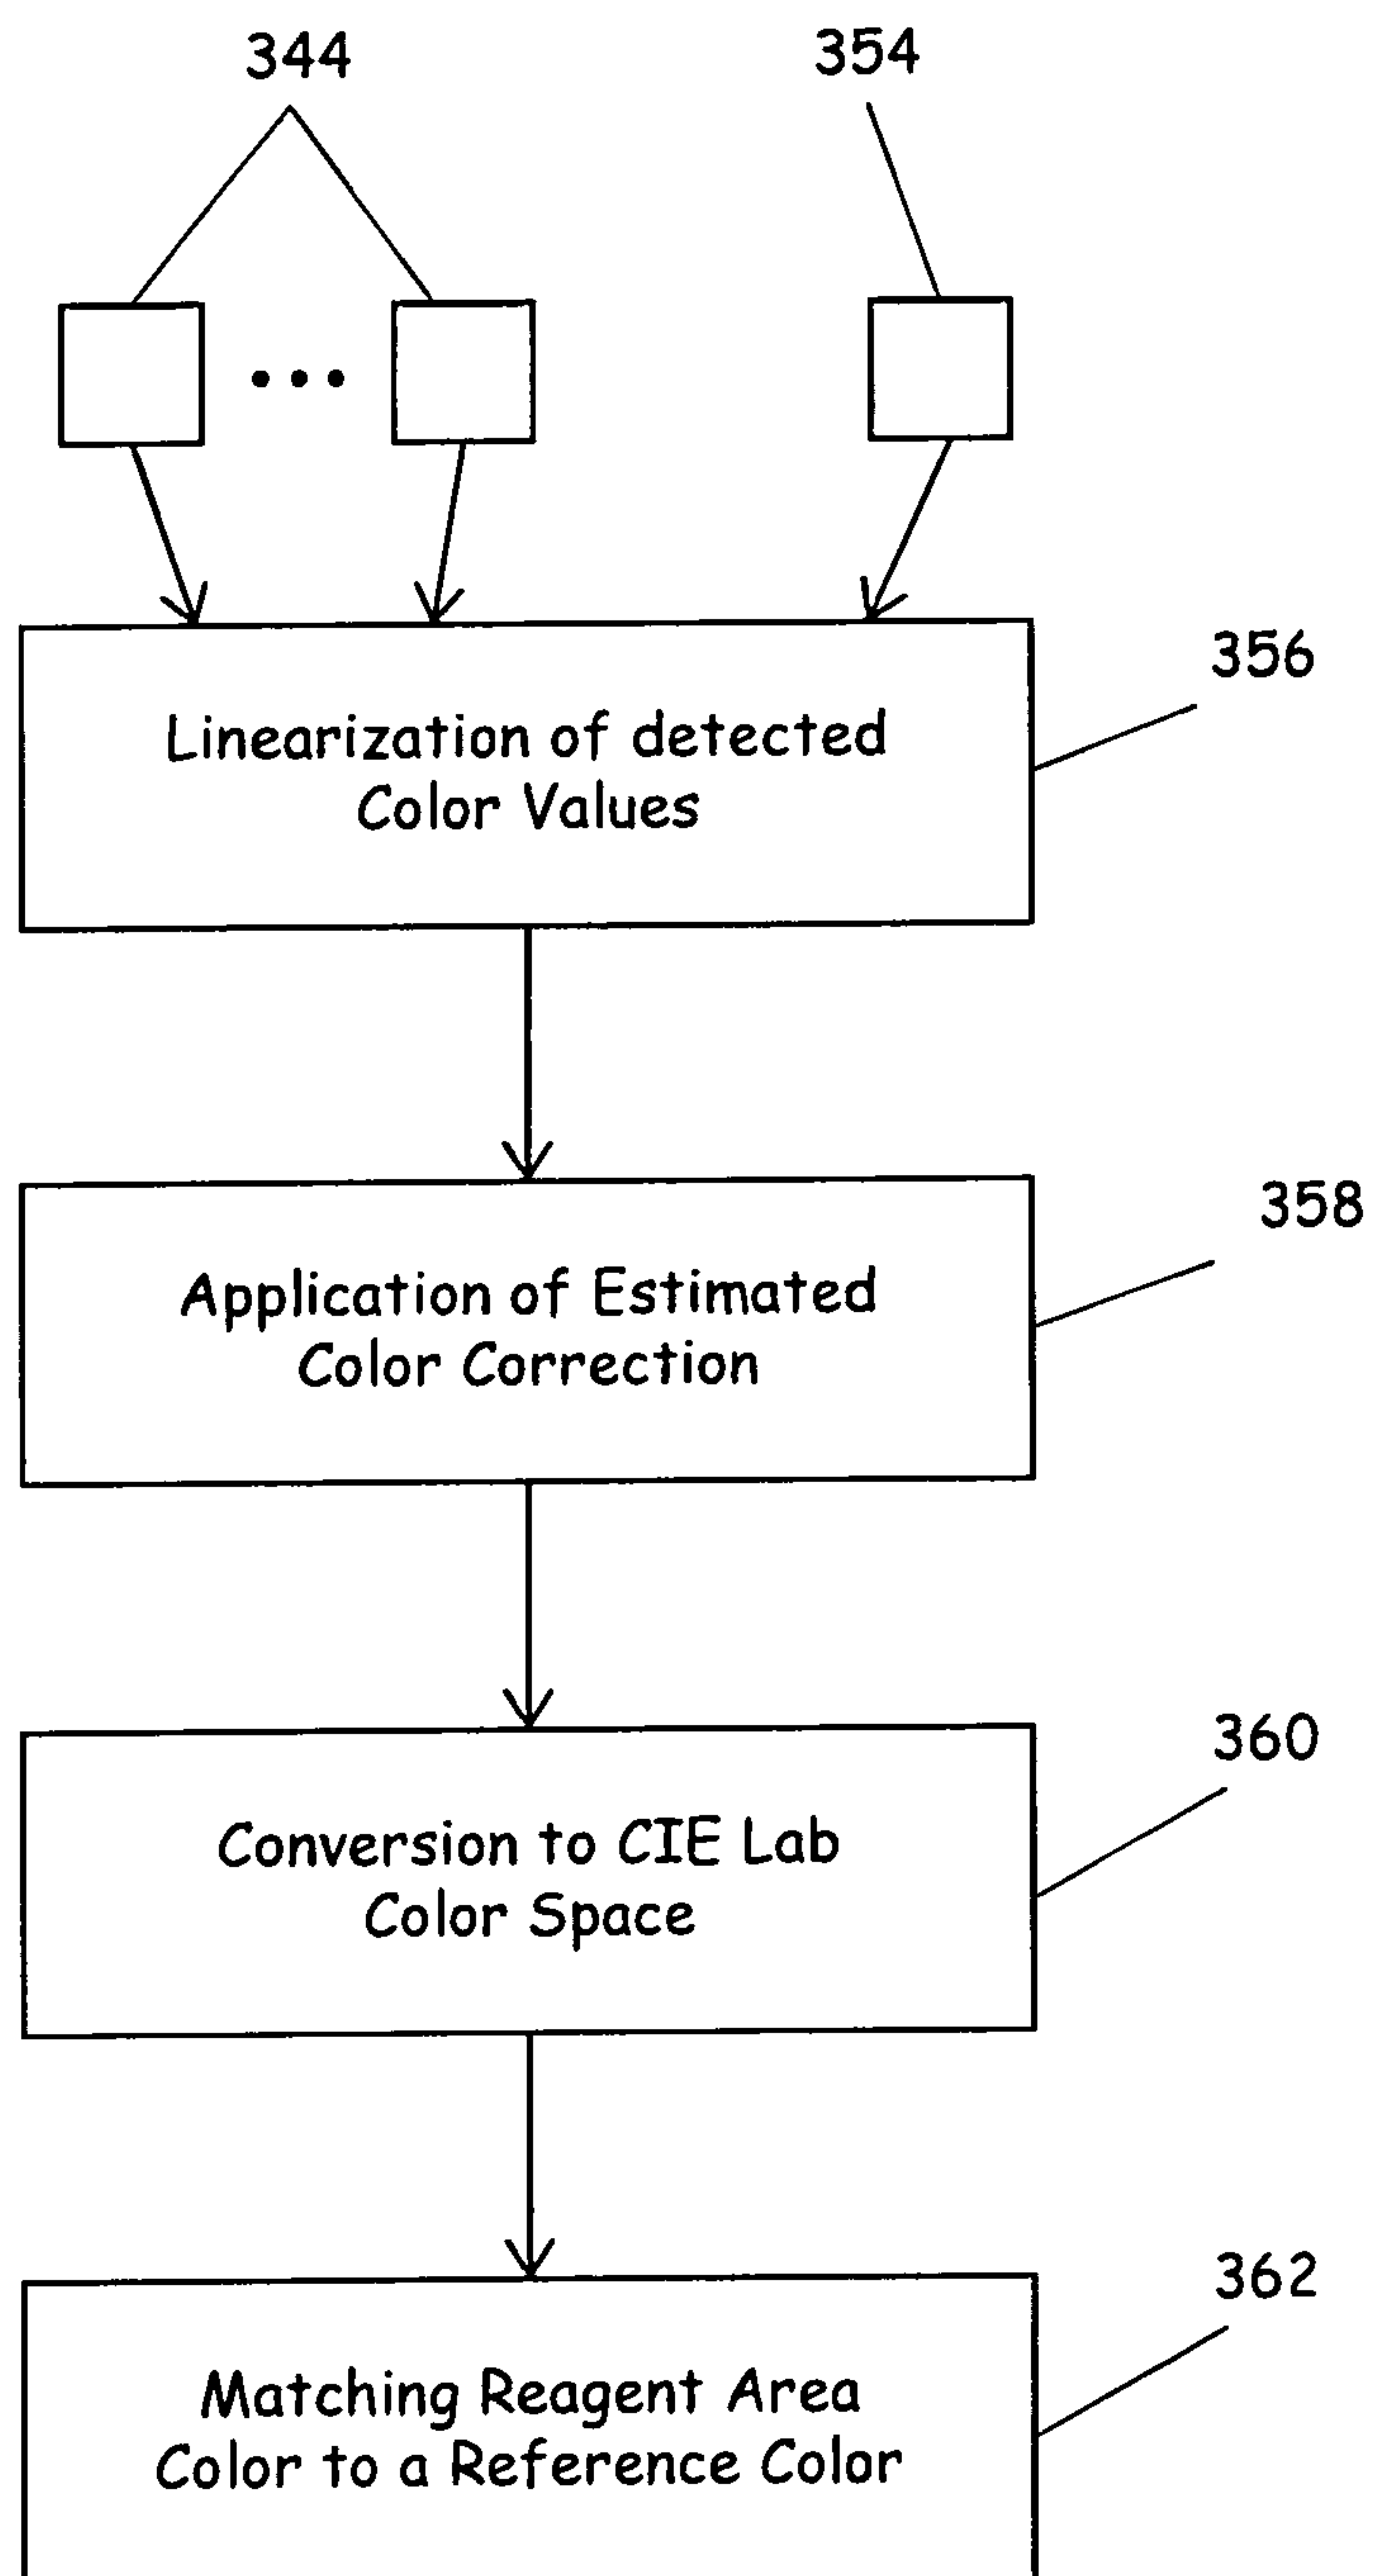 344
354
356
Linearization of detected
Color Values
358
Application of Estimated
Color Correction
360
Conversion to CIE Lab
Color Space
362
Matching Reagent Area
Color to a Reference Color